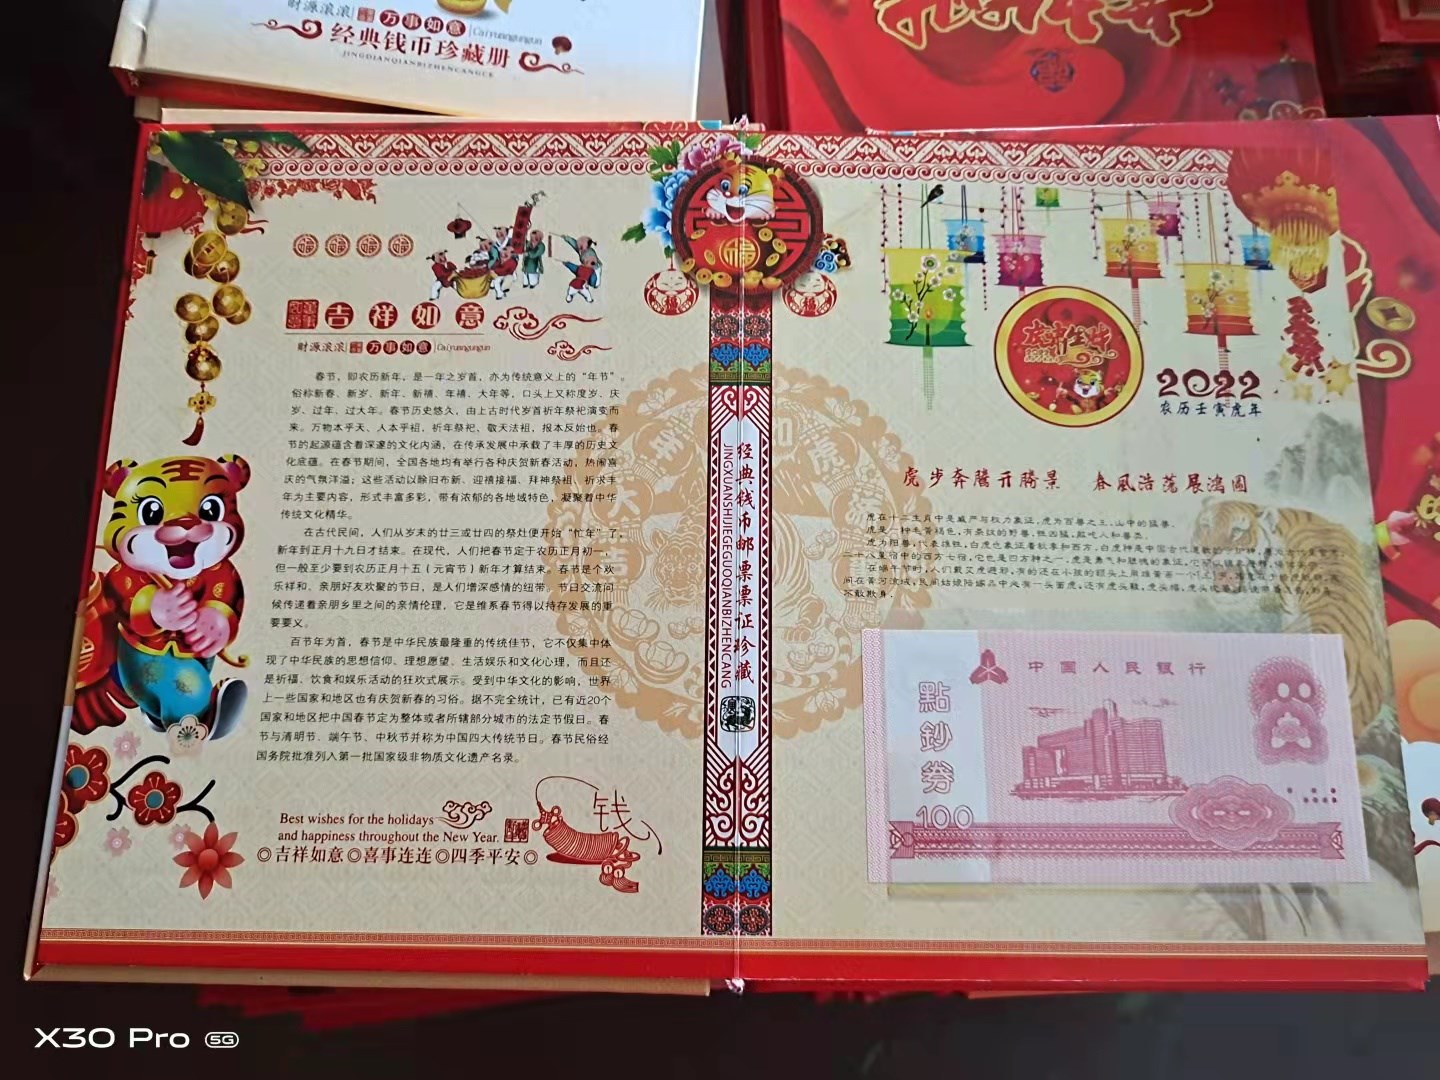 财源滚滚 万事如意 Caiyungungun
经典钱币珍藏册
JINGDIANQIANBIZHENCANGCE
吉祥如意
财源滚滚 万事如意 Caiyungungun
春节，即农历新年，是一年之岁首，亦为传统意义上的“年节”。
俗称新春、新岁、新年、新禧、年禧、大年等，口头上又称度岁、庆
岁、过年、过大年。春节历史悠久，由上古时代岁首祈年祭祀演变而
来。万物本乎天、人本乎祖，祈年祭祀、敬天法祖，报本反始也。春
节的起源蕴含着深邃的文化内涵，在传承发展中承载了丰厚的历史文
化底蕴。在春节期间，全国各地均有举行各种庆贺新春活动，热闹喜
庆的气氛洋溢；这些活动以除旧布新、迎禧接福、拜神祭祖、祈求丰
年为主要内容，形式丰富多彩，带有浓郁的各地域特色，凝聚着中华
传统文化精华。
在古代民间，人们从岁末的廿三或廿四的祭灶便开始“忙年”了，
新年到正月十九日才结束。在现代，人们把春节定于农历正月初一，
但一般至少要到农历正月十五（元宵节）新年才算结束。春节是个欢
乐祥和、亲朋好友欢聚的节日，是人们增深感情的纽带。节日交流问
候传递着亲朋乡里之间的亲情伦理，它是维系春节得以持存发展的重
要要义。
百节年为首，春节是中华民族最隆重的传统佳节，它不仅集中体
现了中华民族的思想信仰、理想愿望、生活娱乐和文化心理，而且还
是祈福、饮食和娱乐活动的狂欢式展示。受到中华文化的影响，世界
上一些国家和地区也有庆贺新春的习俗。据不完全统计，已有近20个
国家和地区把中国春节定为整体或者所辖部分城市的法定节假日。春
节与清明节、端午节、中秋节并称为中国四大传统节日。春节民俗经
国务院批准列入第一批国家级非物质文化遗产名录。
Best wishes for the holidays
and happiness throughout the New Year.
钱
◎吉祥如意◎喜事连连◎四季平安◎
福
经典钱币邮票票证珍藏
JINGXUANSHIJIEGEGUOQIANBIZHENCANG
2022
农历壬寅虎年
虎步奔腾开胜景 春風浩荡展鸿图
虎在十二生肖中是威严与权力象征，虎为百兽之王，山中的猛兽。
中国人民银行
點鈔券
100
X30 Pro 5G